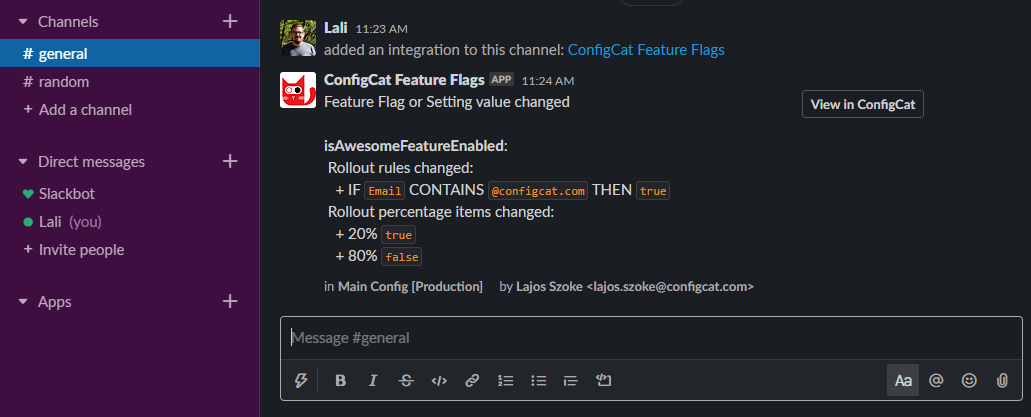 Channels
# general
# random
+ Add a channel
Direct messages
Slackbot
Lali (you)
+ Invite people
Apps
Lali 11:23 AM
added an integration to this channel: ConfigCat Feature Flags
ConfigCat Feature Flags APP 11:24 AM
Feature Flag or Setting value changed
View in ConfigCat
isAwesomeFeatureEnabled:
Rollout rules changed:
+ IF Email CONTAINS @configcat.com THEN true
Rollout percentage items changed:
+ 20% true
+ 80% false
in Main Config [Production] by Lajos Szoke <lajos.szoke@configcat.com>
Message #general
B I S </> Aa @